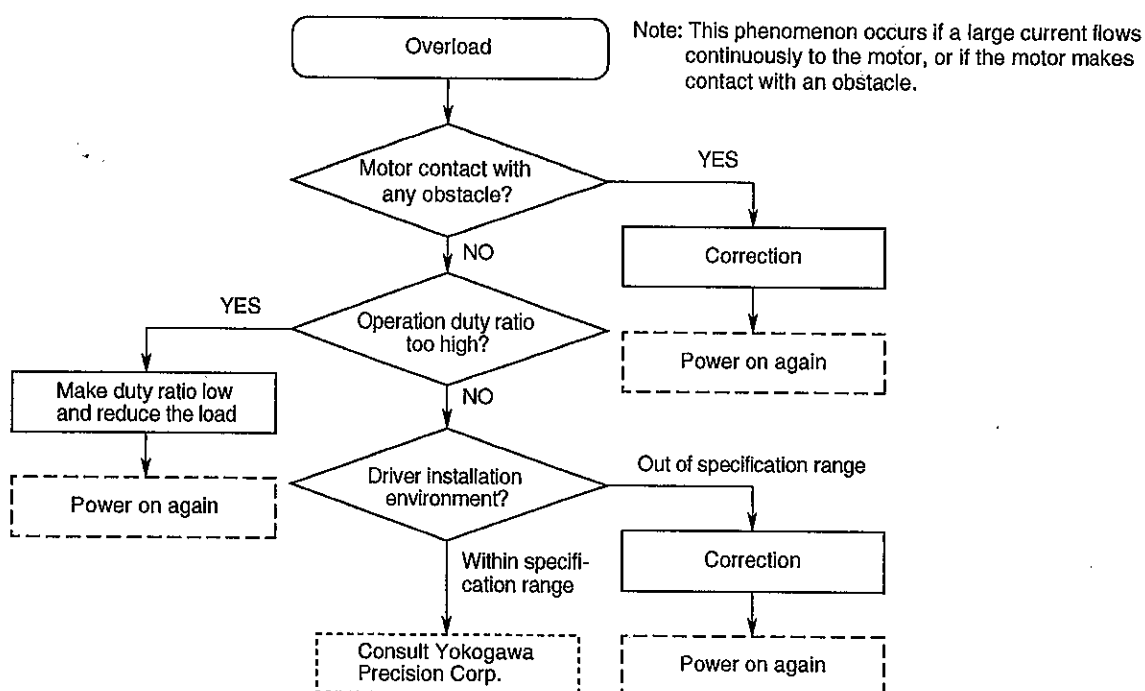 Overload
Note: This phenomenon occurs if a large current flows
continuously to the motor, or if the motor makes
contact with an obstacle.
Motor contact with
any obstacle?
YES
NO
Correction
Power on again
Operation duty ratio
too high?
YES
NO
Make duty ratio low
and reduce the load
Power on again
Driver installation
environment?
Out of specification range
Within specifi-
cation range
Correction
Power on again
Consult Yokogawa
Precision Corp.